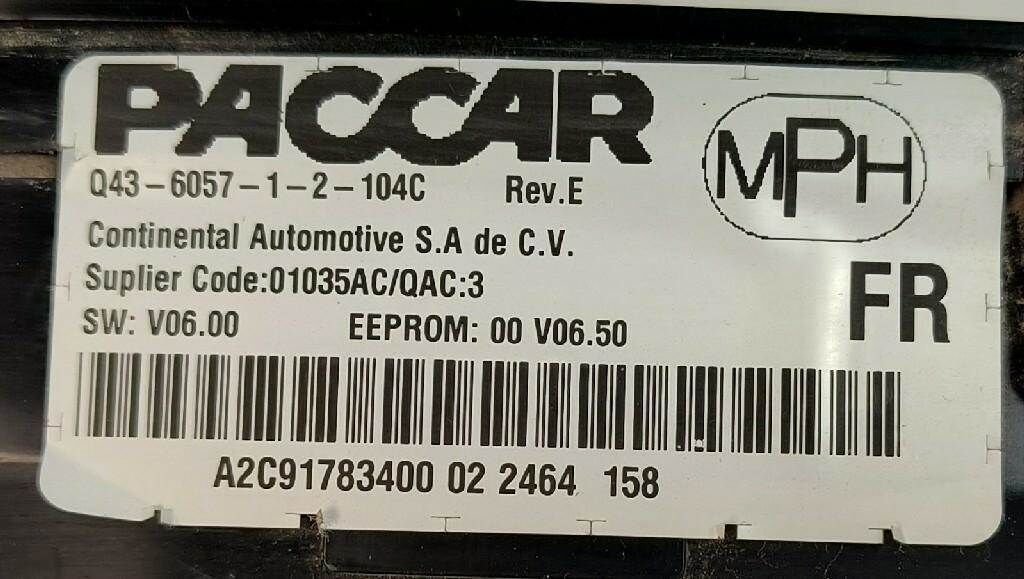 PACCAR
MPH
Q43-6057-1-2-104C Rev.E
Continental Automotive S.A de C.V.
Suplier Code:01035AC/QAC:3
FR
SW: V06.00 EEPROM: 00 V06.50
A2C91783400 02 2464 158